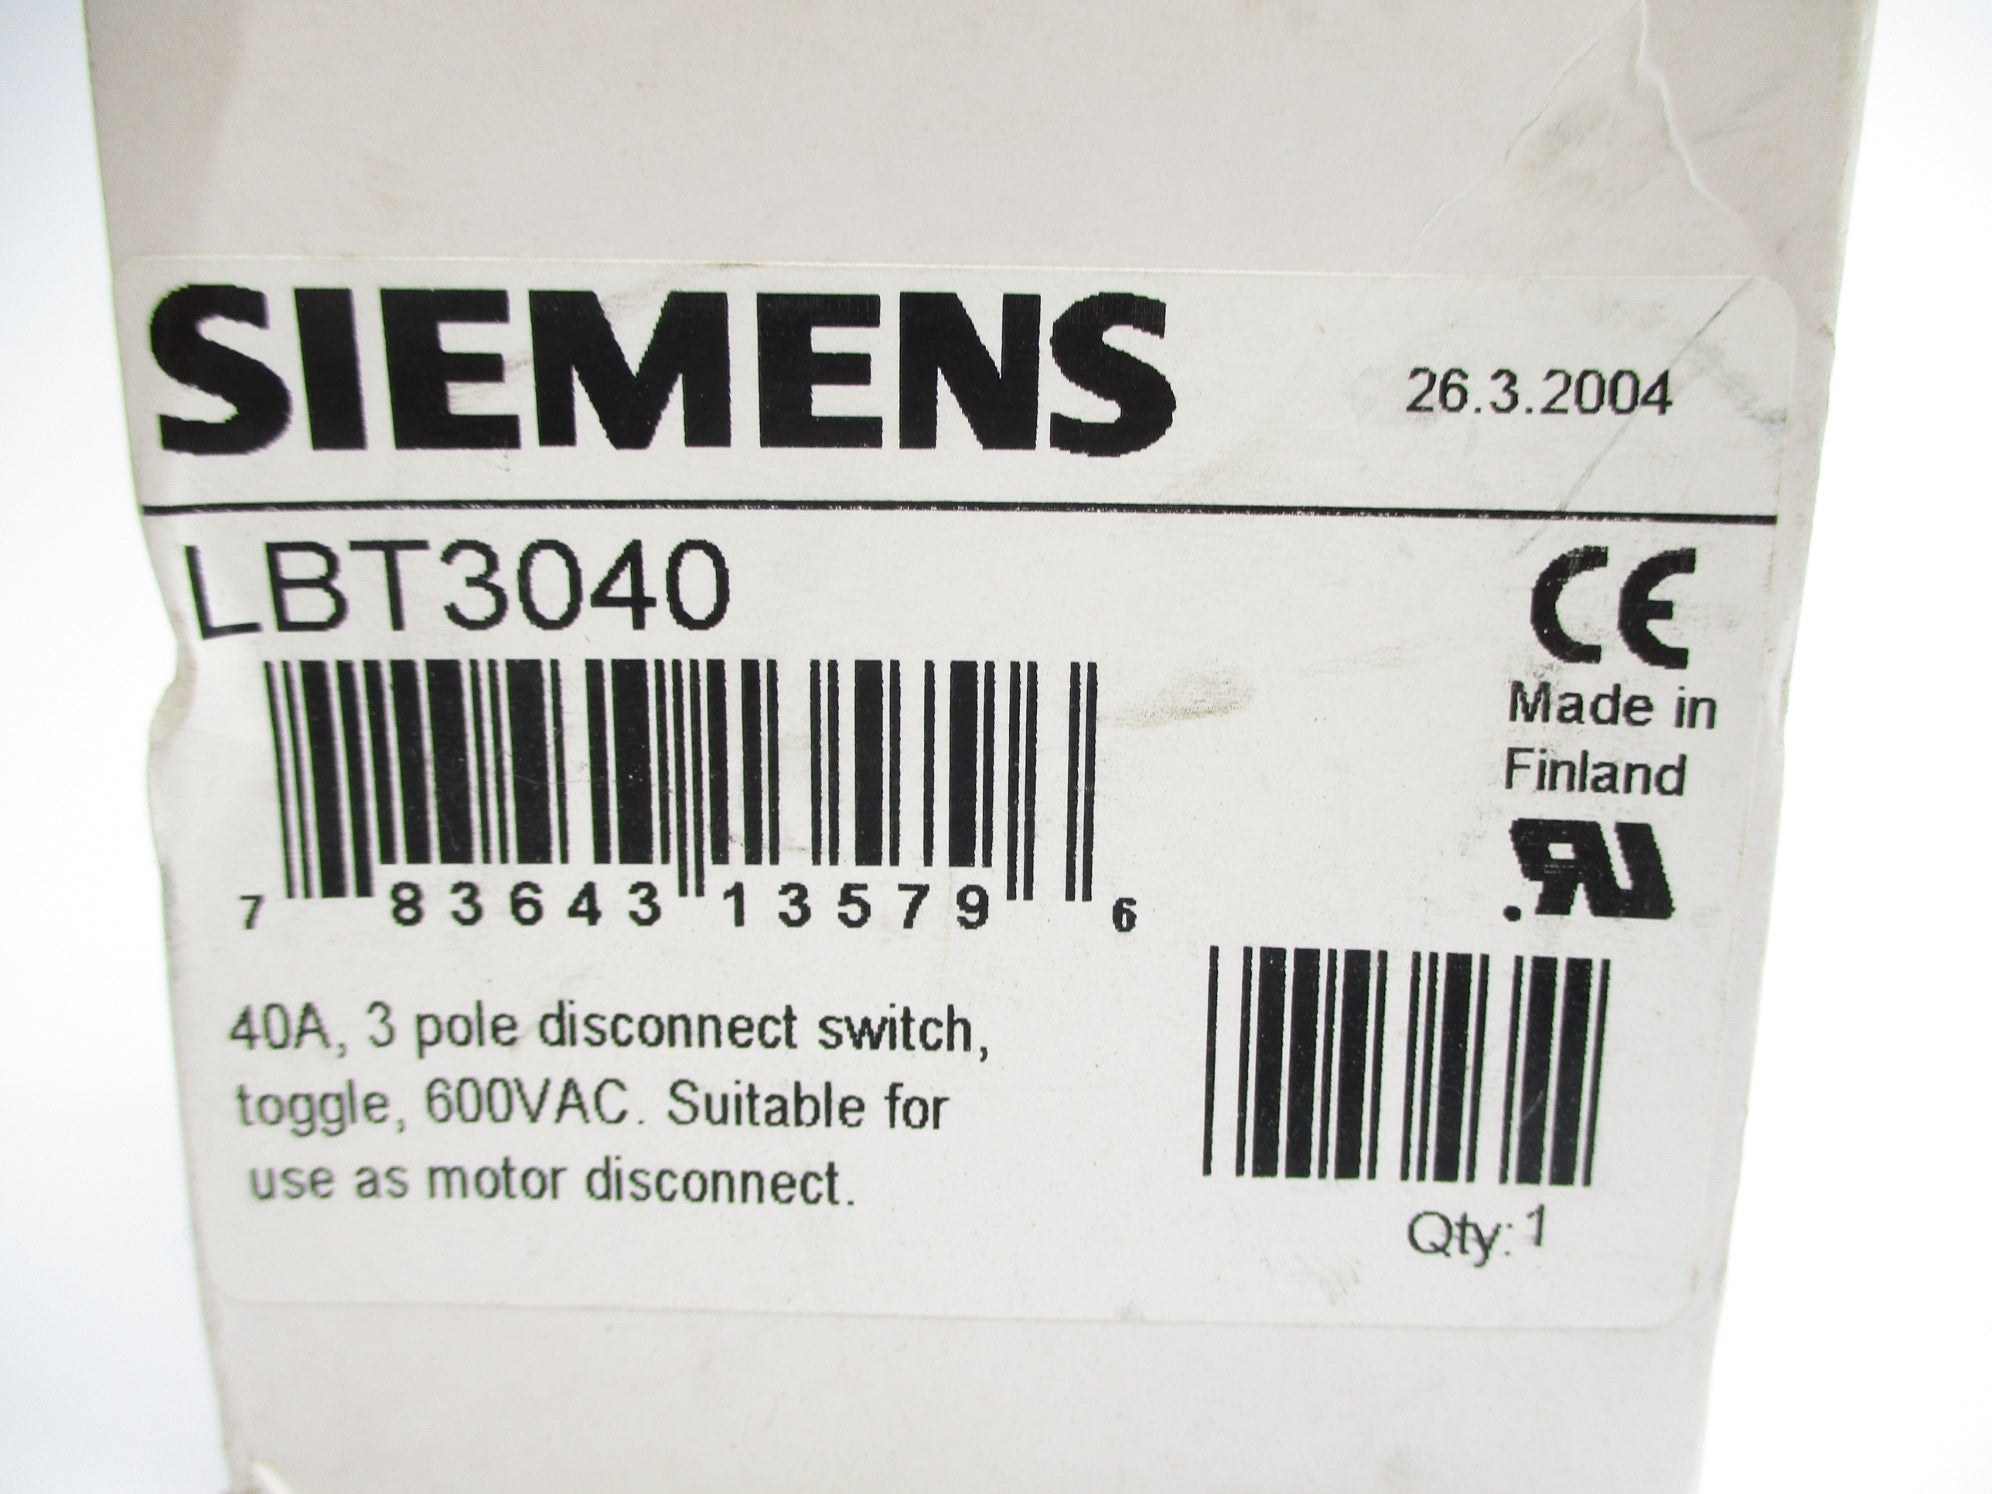 SIEMENS
26.3.2004
LBT3040
CE
Made in
Finland
7 83643 13579 6
40A, 3 pole disconnect switch,
toggle, 600VAC. Suitable for
use as motor disconnect.
Qty: 1